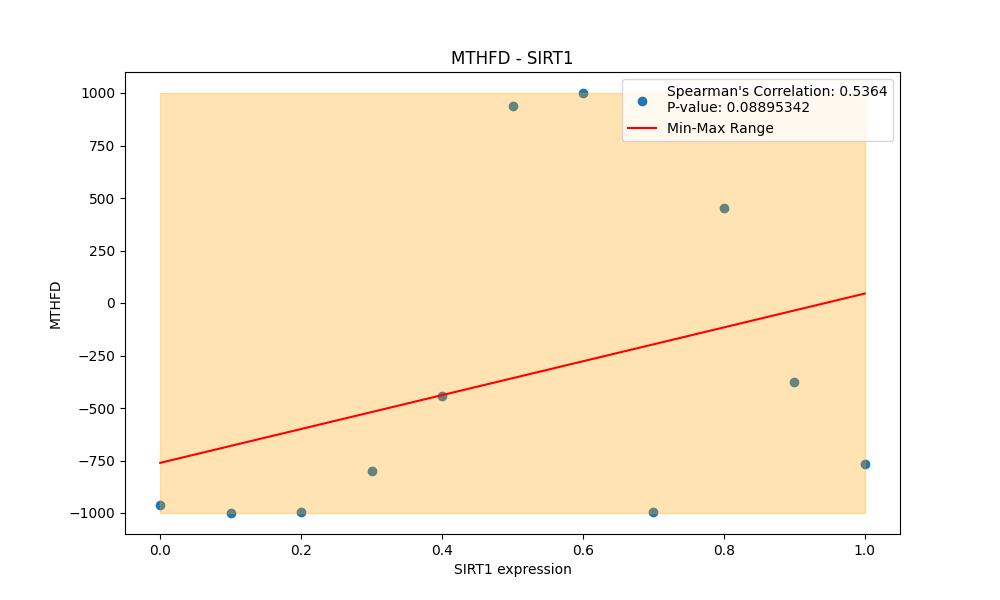 MTHFD - SIRT1
Spearman's Correlation: 0.5364
P-value: 0.08895342
Min-Max Range
1000
750
500
250
0
−250
−500
−750
−1000
MTHFD
0.0
0.2
0.4
0.6
0.8
1.0
SIRT1 expression